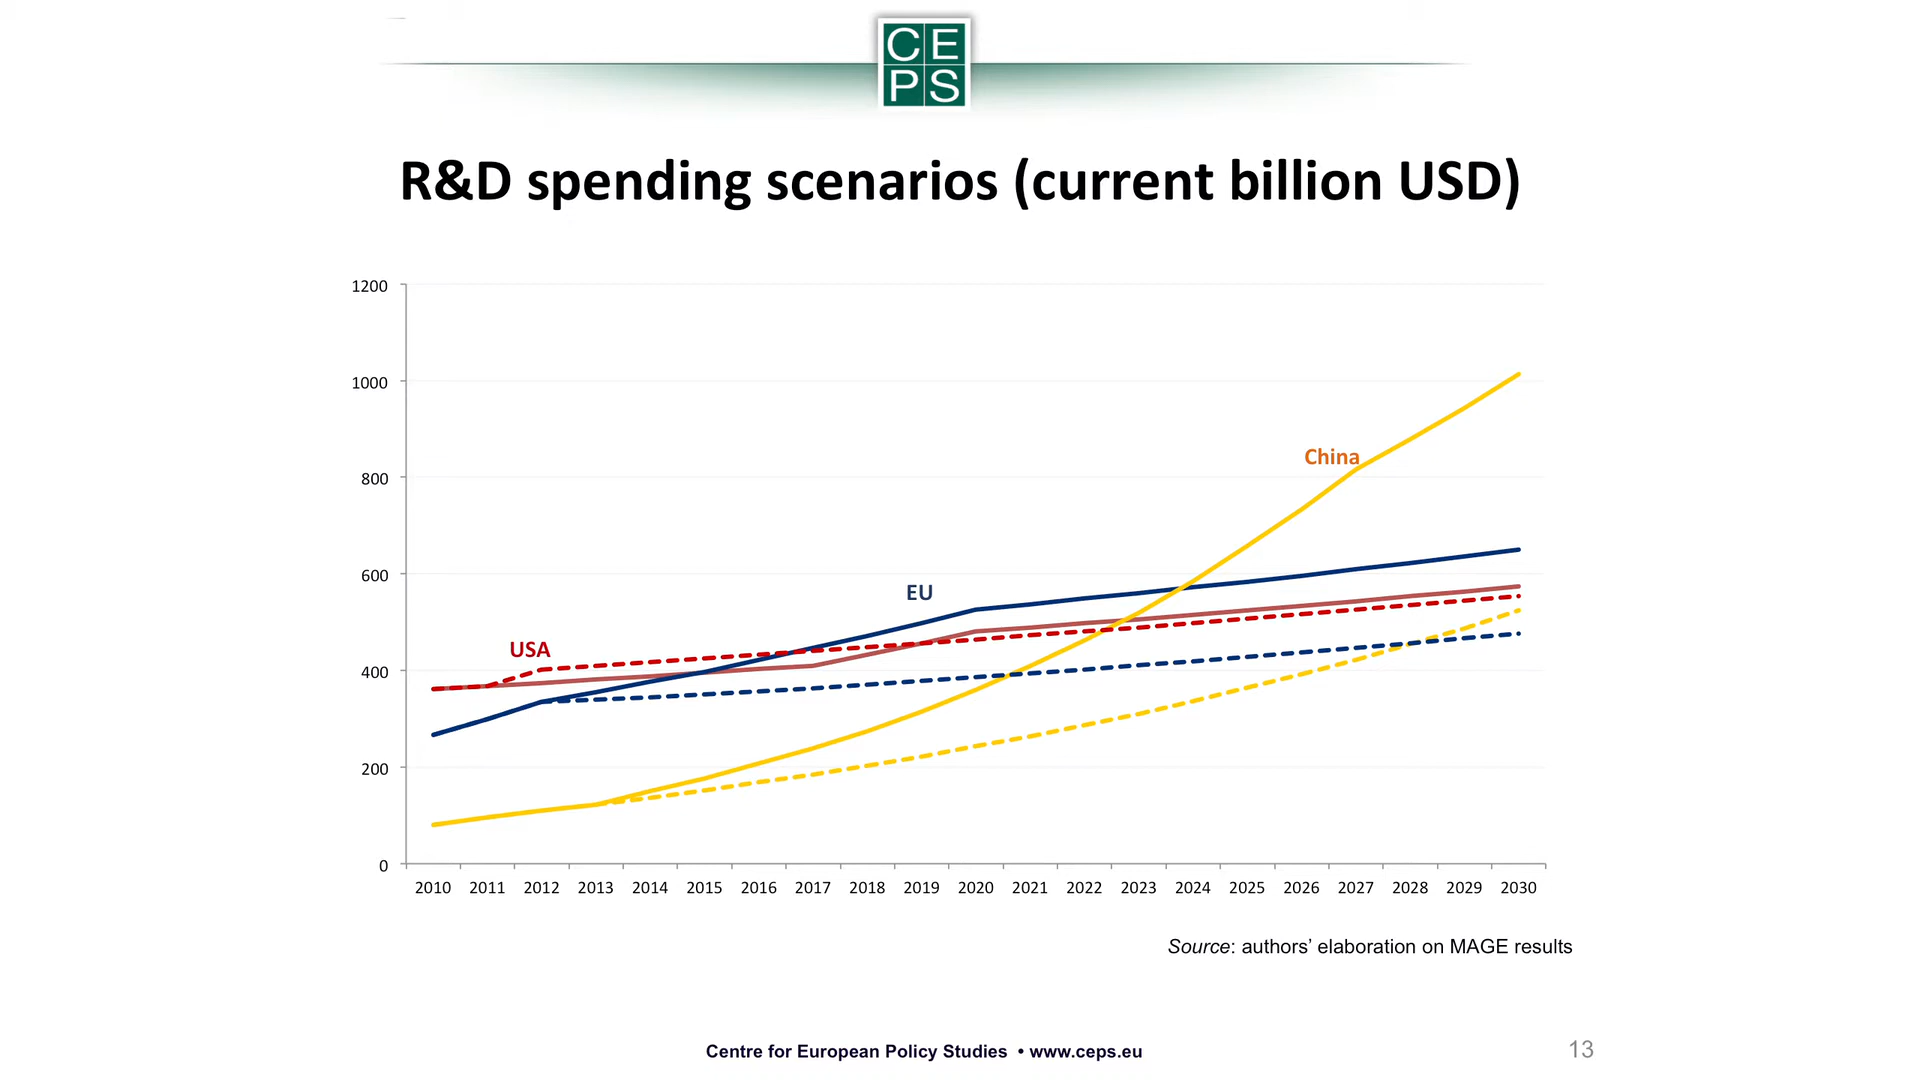 CE
PS
R&D spending scenarios (current billion USD)
1200
1000
800
600
400
200
0
China
EU
USA
2010 2011 2012 2013 2014 2015 2016 2017 2018 2019 2020 2021 2022 2023 2024 2025 2026 2027 2028 2029 2030
Source: authors’ elaboration on MAGE results
Centre for European Policy Studies • www.ceps.eu
13